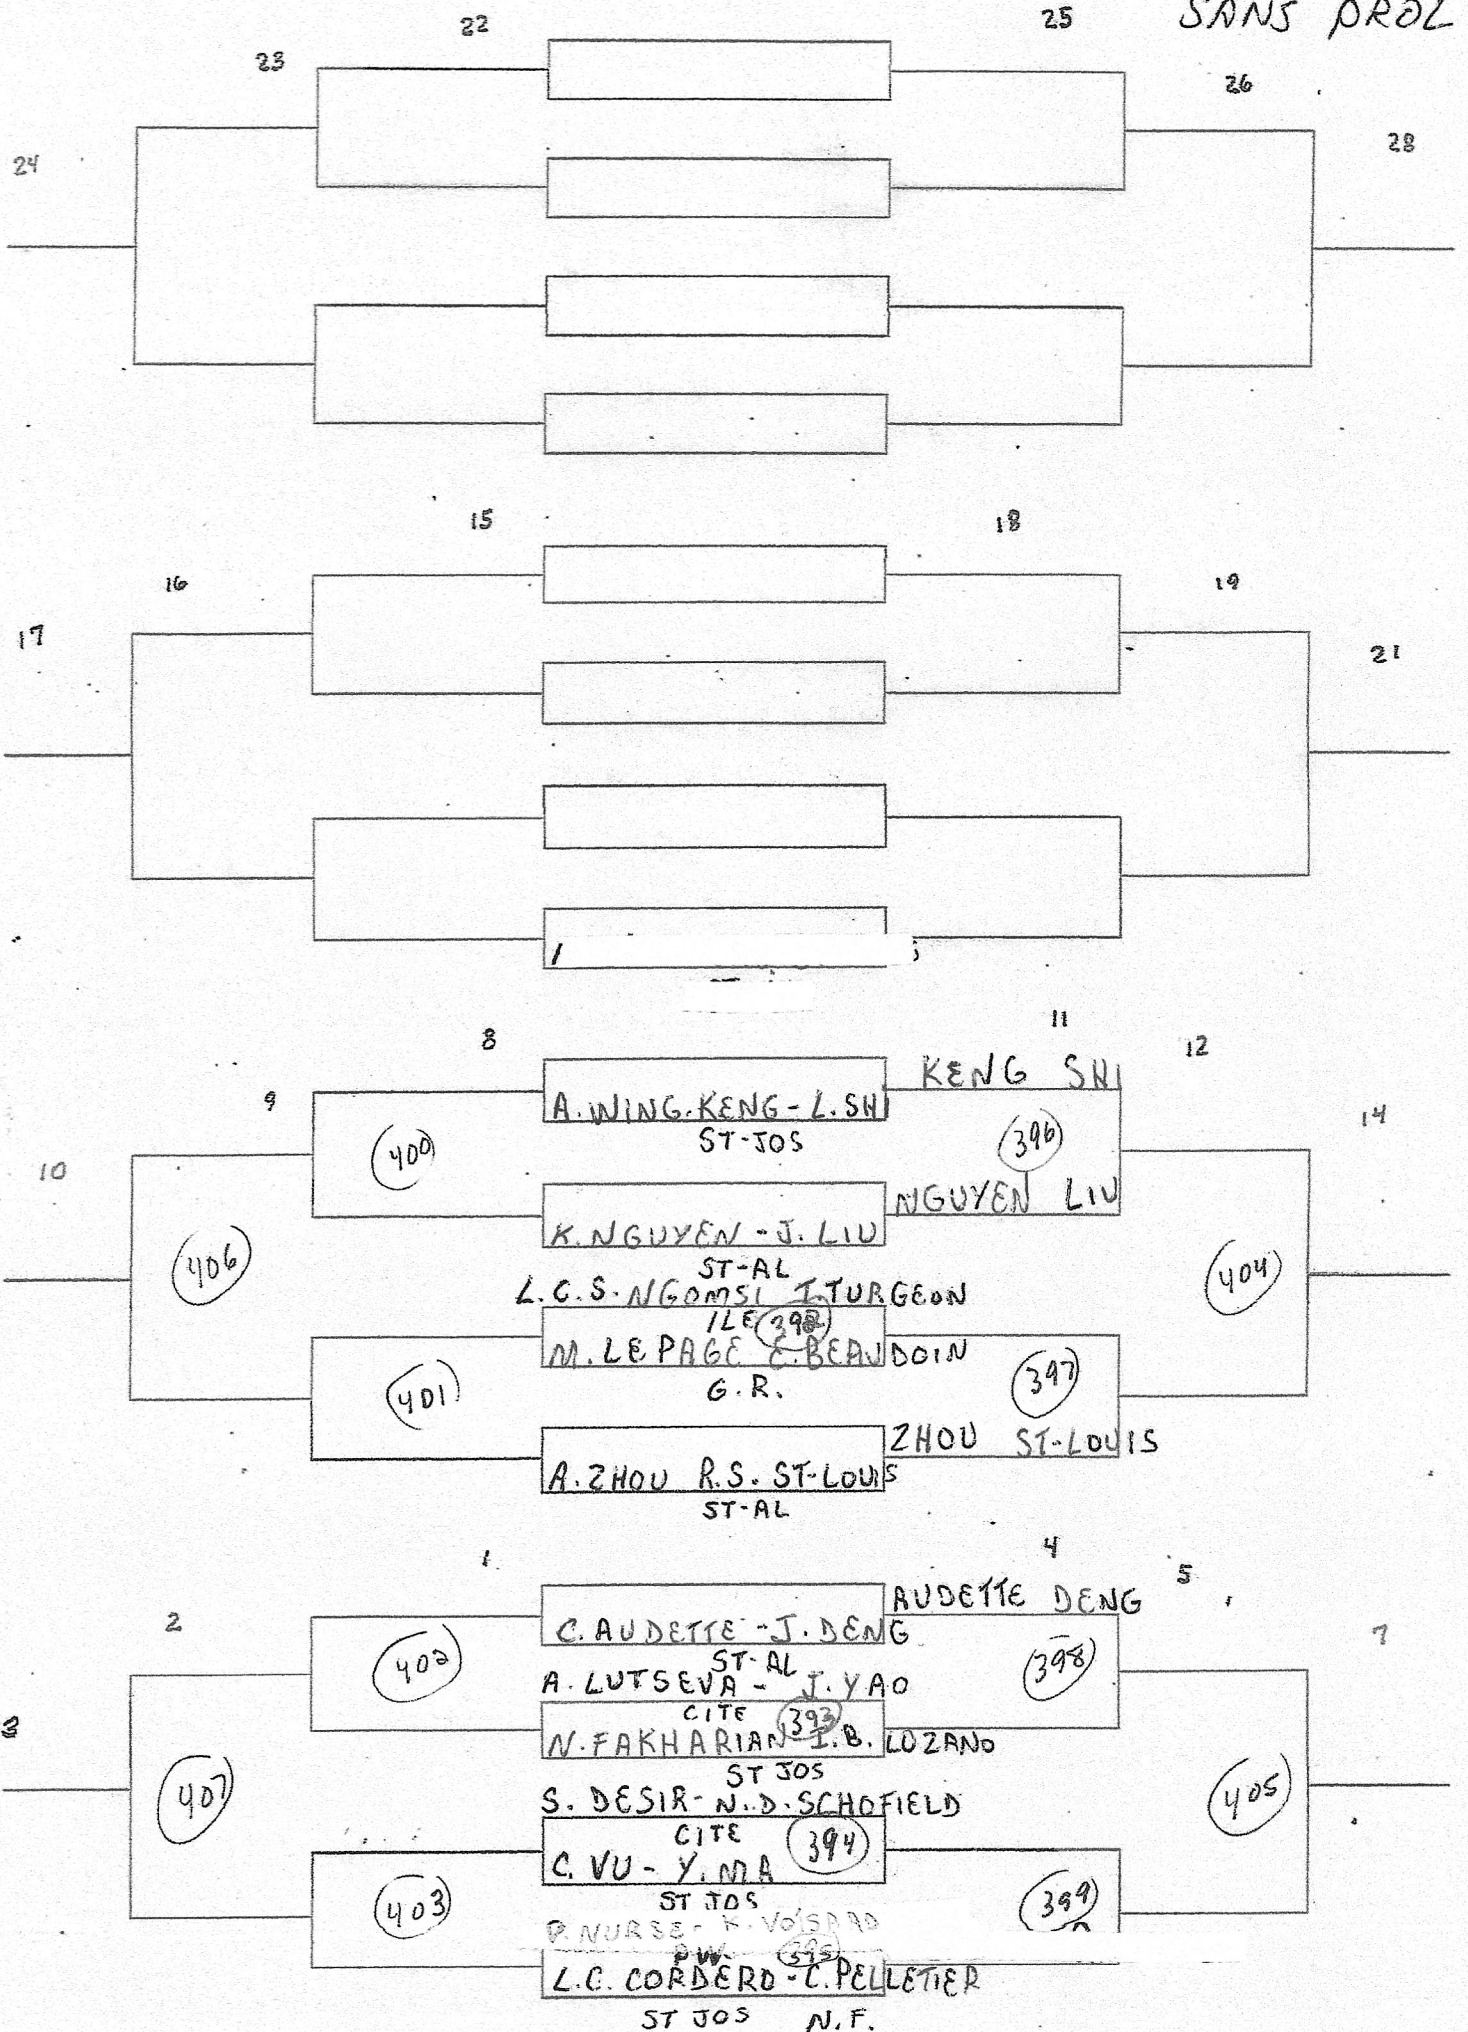 22
25
SANS PROL
23
26
24
28
15
18
16
19
17
21
8
11
KENG SHI
12
9
A. WING.KENG - L. SHI
14
ST-JOS
400
396
10
NGUYEN LIU
K. NGUYEN - J. LIU
406
ST-AL
404
L.C.S. NGOMSI I.TURGEON
ILE 392
M. LEPAGE E.BEAUDOIN
G.R.
401
397
ZHOU ST-LOUIS
A. ZHOU R.S. ST-LOUIS
ST-AL
1
4
5
AUDETTE DENG
2
C. AUDETTE - J. DENG
7
ST-AL
402
398
A. LUTSEVA - J. YAO
CITE 393
3
N. FAKHARIAN I.B. LOZANO
ST JOS
407
405
S. DESIR - N.D. SCHOFIELD
CITE 394
C. VU - Y. MA
ST JOS
403
399
NURSE - K.
P.W. 395
L.C. CORDERO - C. PELLETIER
ST JOS N.F.